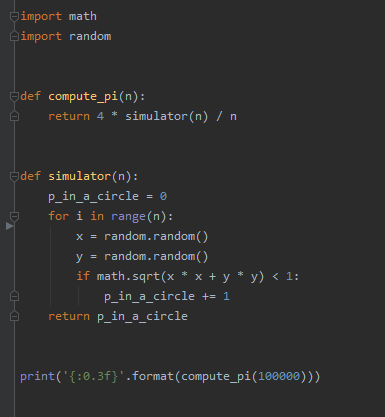 import math
import random
def compute_pi(n):
    return 4 * simulator(n) / n
def simulator(n):
    p_in_a_circle = 0
    for i in range(n):
        x = random.random()
        y = random.random()
        if math.sqrt(x * x + y * y) < 1:
            p_in_a_circle += 1
    return p_in_a_circle
print('{:0.3f}'.format(compute_pi(100000)))